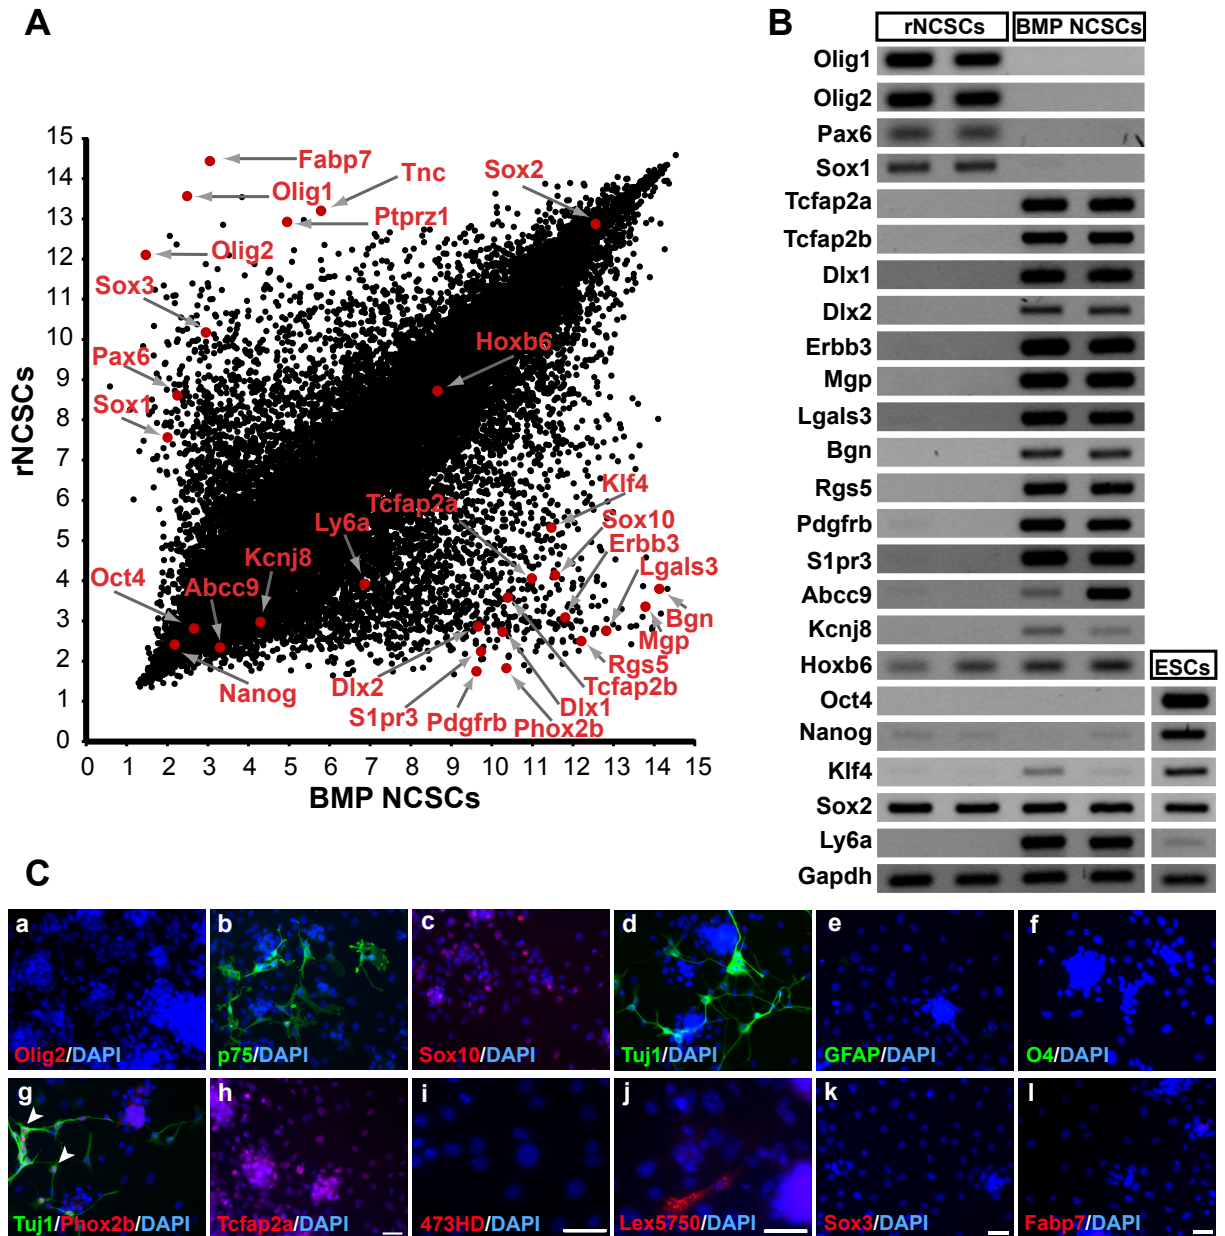 A
15
14
13
12
11
10
9
8
7
6
5
4
3
2
1
0
0 1 2 3 4 5 6 7 8 9 10 11 12 13 14 15
rNCSCs
BMP NCSCs
Fabp7
Olig1
Tnc
Ptprz1
Sox2
Olig2
Sox3
Pax6
Sox1
Hoxb6
Klf4
Tcfap2a
Sox10
Ly6a
Erbb3
Kcnj8
Lgals3
Oct4
Abcc9
Bgn
Mgp
Rgs5
Nanog
Dlx2
Tcfap2b
S1pr3
Dlx1
Pdgfrb
Phox2b
B
rNCSCs BMP NCSCs
Olig1
Olig2
Pax6
Sox1
Tcfap2a
Tcfap2b
Dlx1
Dlx2
Erbb3
Mgp
Lgals3
Bgn
Rgs5
Pdgfrb
S1pr3
Abcc9
Kcnj8
Hoxb6
ESCs
Oct4
Nanog
Klf4
Sox2
Ly6a
Gapdh
C
a
Olig2/DAPI
b
p75/DAPI
c
Sox10/DAPI
d
Tuj1/DAPI
e
GFAP/DAPI
f
O4/DAPI
g
Tuj1/Phox2b/DAPI
h
Tcfap2a/DAPI
i
473HD/DAPI
j
Lex5750/DAPI
k
Sox3/DAPI
l
Fabp7/DAPI